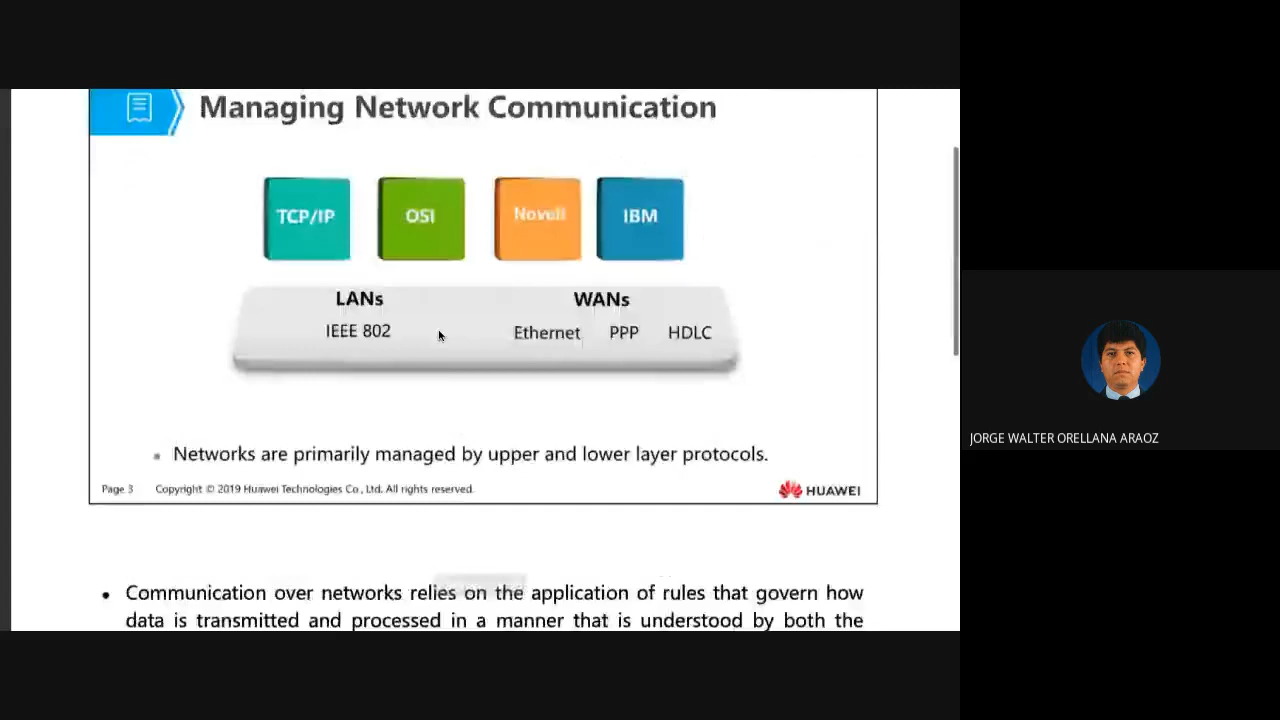 Managing Network Communication
TCP/IP OSI Novell IBM
LANs WANs
IEEE 802 Ethernet PPP HDLC
Networks are primarily managed by upper and lower layer protocols.
Page 3 Copyright © 2019 Huawei Technologies Co., Ltd. All rights reserved. HUAWEI
• Communication over networks relies on the application of rules that govern how
data is transmitted and processed in a manner that is understood by both the
JORGE WALTER ORELLANA ARAOZ